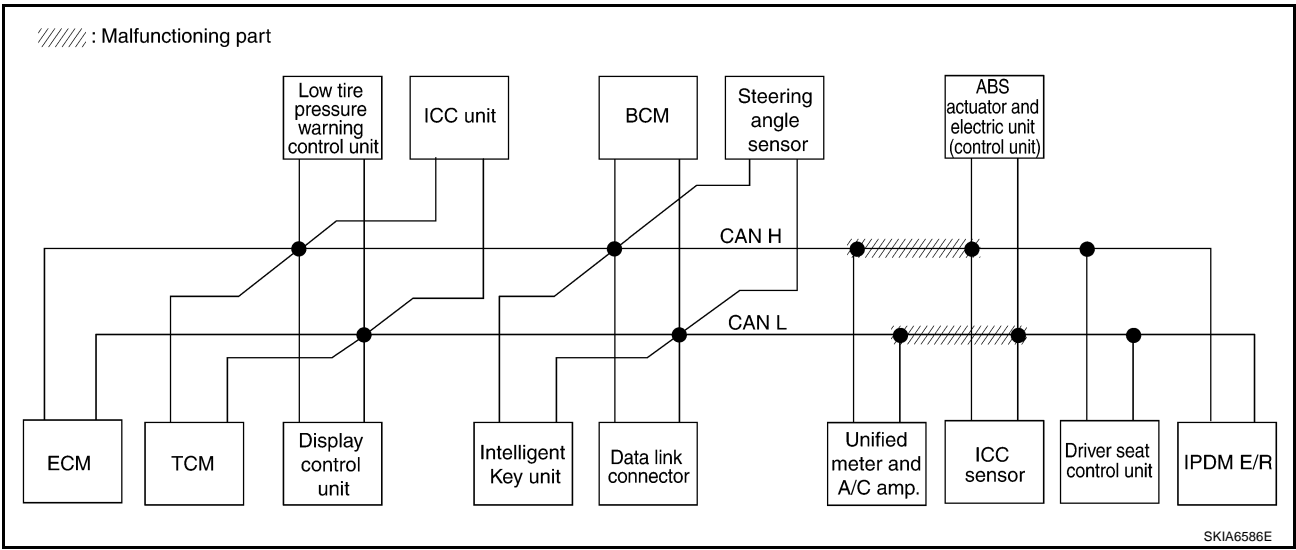 : Malfunctioning part
Low tire
pressure
warning
control unit
ICC unit
BCM
Steering
angle
sensor
ABS
actuator and
electric unit
(control unit)
CAN H
CAN L
ECM
TCM
Display
control
unit
Intelligent
Key unit
Data link
connector
Unified
meter and
A/C amp.
ICC
sensor
Driver seat
control unit
IPDM E/R
SKIA6586E